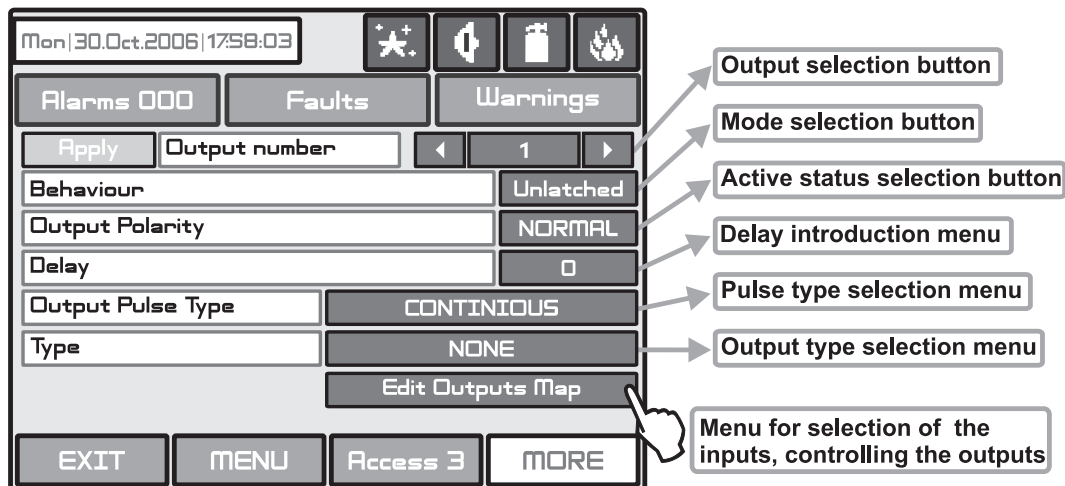 Mon|30.Oct.2006|17:58:03
Alarms 000 Faults Warnings
Apply Output number 1
Behaviour Unlatched
Output Polarity NORMAL
Delay 0
Output Pulse Type CONTINIOUS
Type NONE
Edit Outputs Map
EXIT MENU Access 3 MORE
Output selection button
Mode selection button
Active status selection button
Delay introduction menu
Pulse type selection menu
Output type selection menu
Menu for selection of the
inputs, controlling the outputs